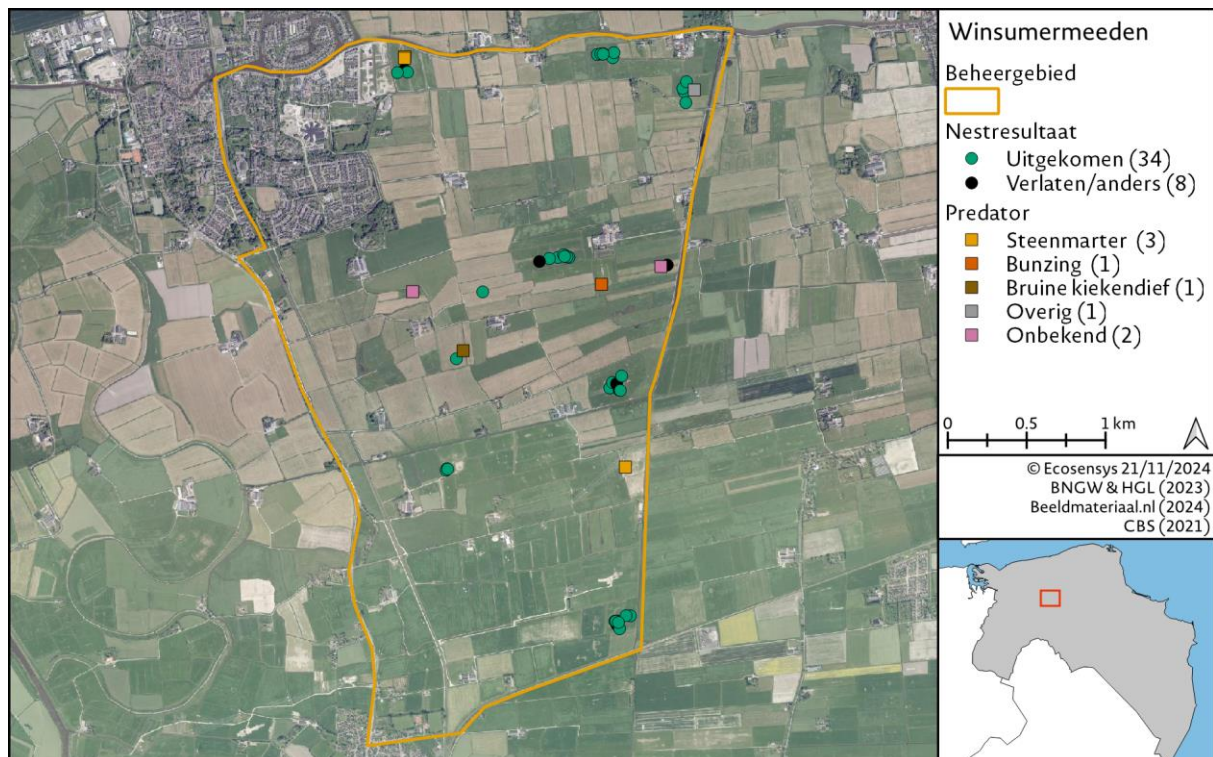 Winsumermeeden
Beheergebied
Nestresultaat
Uitgekomen (34)
Verlaten/anders (8)
Predator
Steenmarter (3)
Bunzing (1)
Bruine kiekendief (1)
Overig (1)
Onbekend (2)
0 0.5 1 km
© Ecosensys 21/11/2024
BNGW & HGL (2023)
Beeldmateriaal.nl (2024)
CBS (2021)